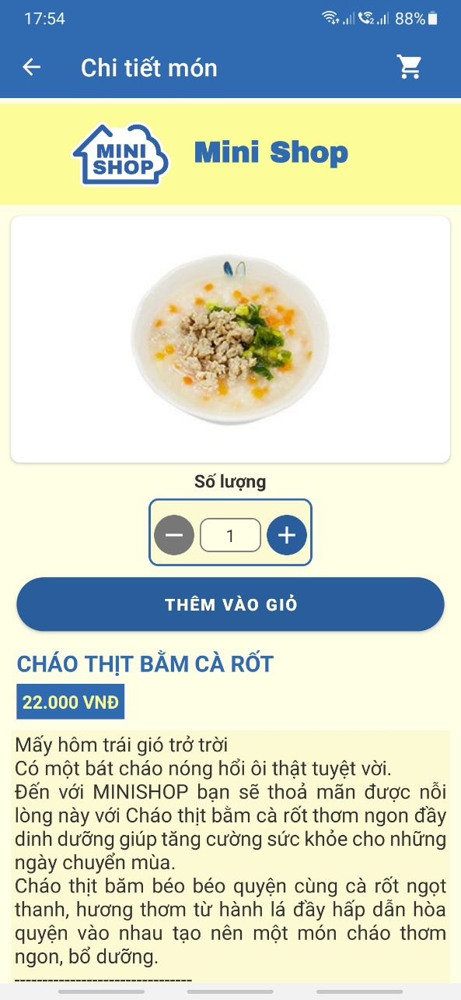 17:54
88%
Chi tiết món
MINI
SHOP
Mini Shop
Số lượng
1
THÊM VÀO GIỎ
CHÁO THỊT BẰM CÀ RỐT
22.000 VNĐ
Mấy hôm trái gió trở trời
Có một bát cháo nóng hổi ôi thật tuyệt vời.
Đến với MINISHOP bạn sẽ thoả mãn được nỗi
lòng này với Cháo thịt bằm cà rốt thơm ngon đầy
dinh dưỡng giúp tăng cường sức khỏe cho những
ngày chuyển mùa.
Cháo thịt băm béo béo quyện cùng cà rốt ngọt
thanh, hương thơm từ hành lá đầy hấp dẫn hòa
quyện vào nhau tạo nên một món cháo thơm
ngon, bổ dưỡng.
--------------------------------